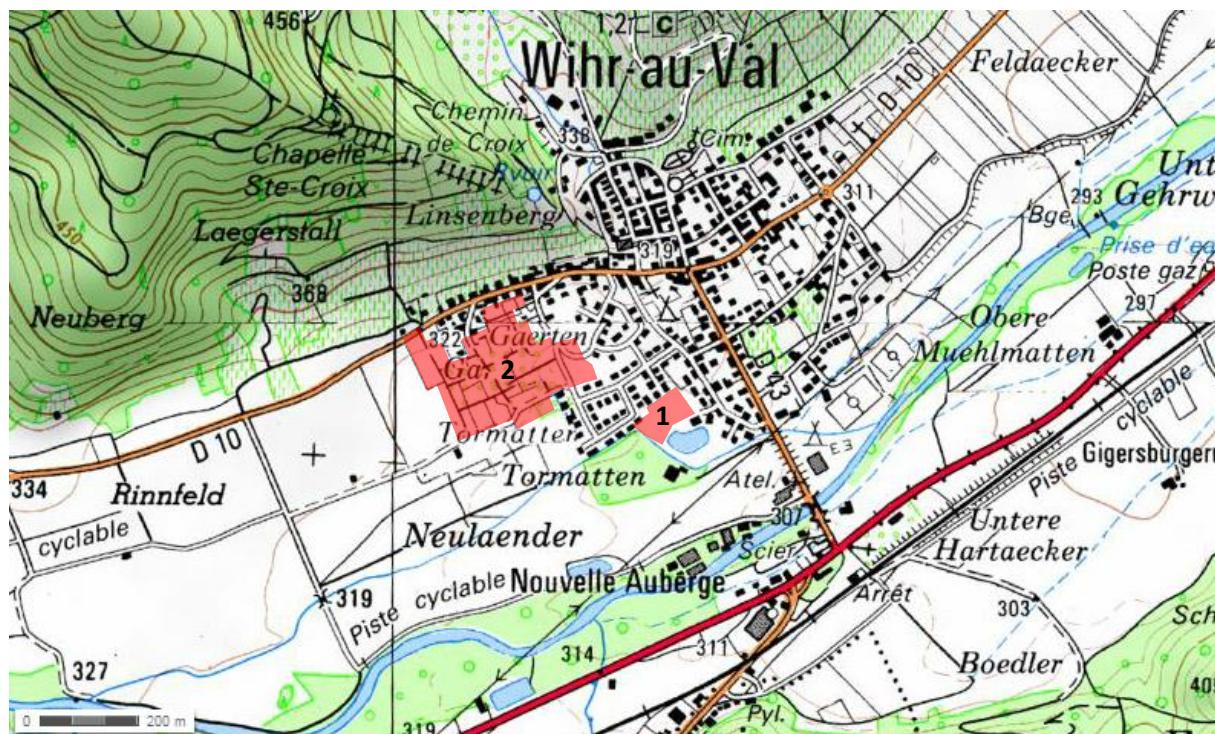 456
1,2
C
Wihr-au-Val
Feldaecker
D 10
Chemin
de Croix
338
Cim.
Chapelle
Ste-Croix
Rvoir
Linsenberg
311
Laegerstall
319
293
Bge
Prise d'ea
Poste gaz
450
368
Neuberg
297
322
Gaerten
2
Obere
Muehlmatten
D 43
1
cyclable
Piste
Tormatten
D 10
Tormatten
Atel.
Gigersburgerr
334
Rinnfeld
307
Untere
Hartaecker
cyclable
Neulaender
Scier.
Nouvelle Auberge
Piste cyclable
Arrêt
319
303
Sch
314
311
Boedler
327
405
Pyl.
319
0 200 m